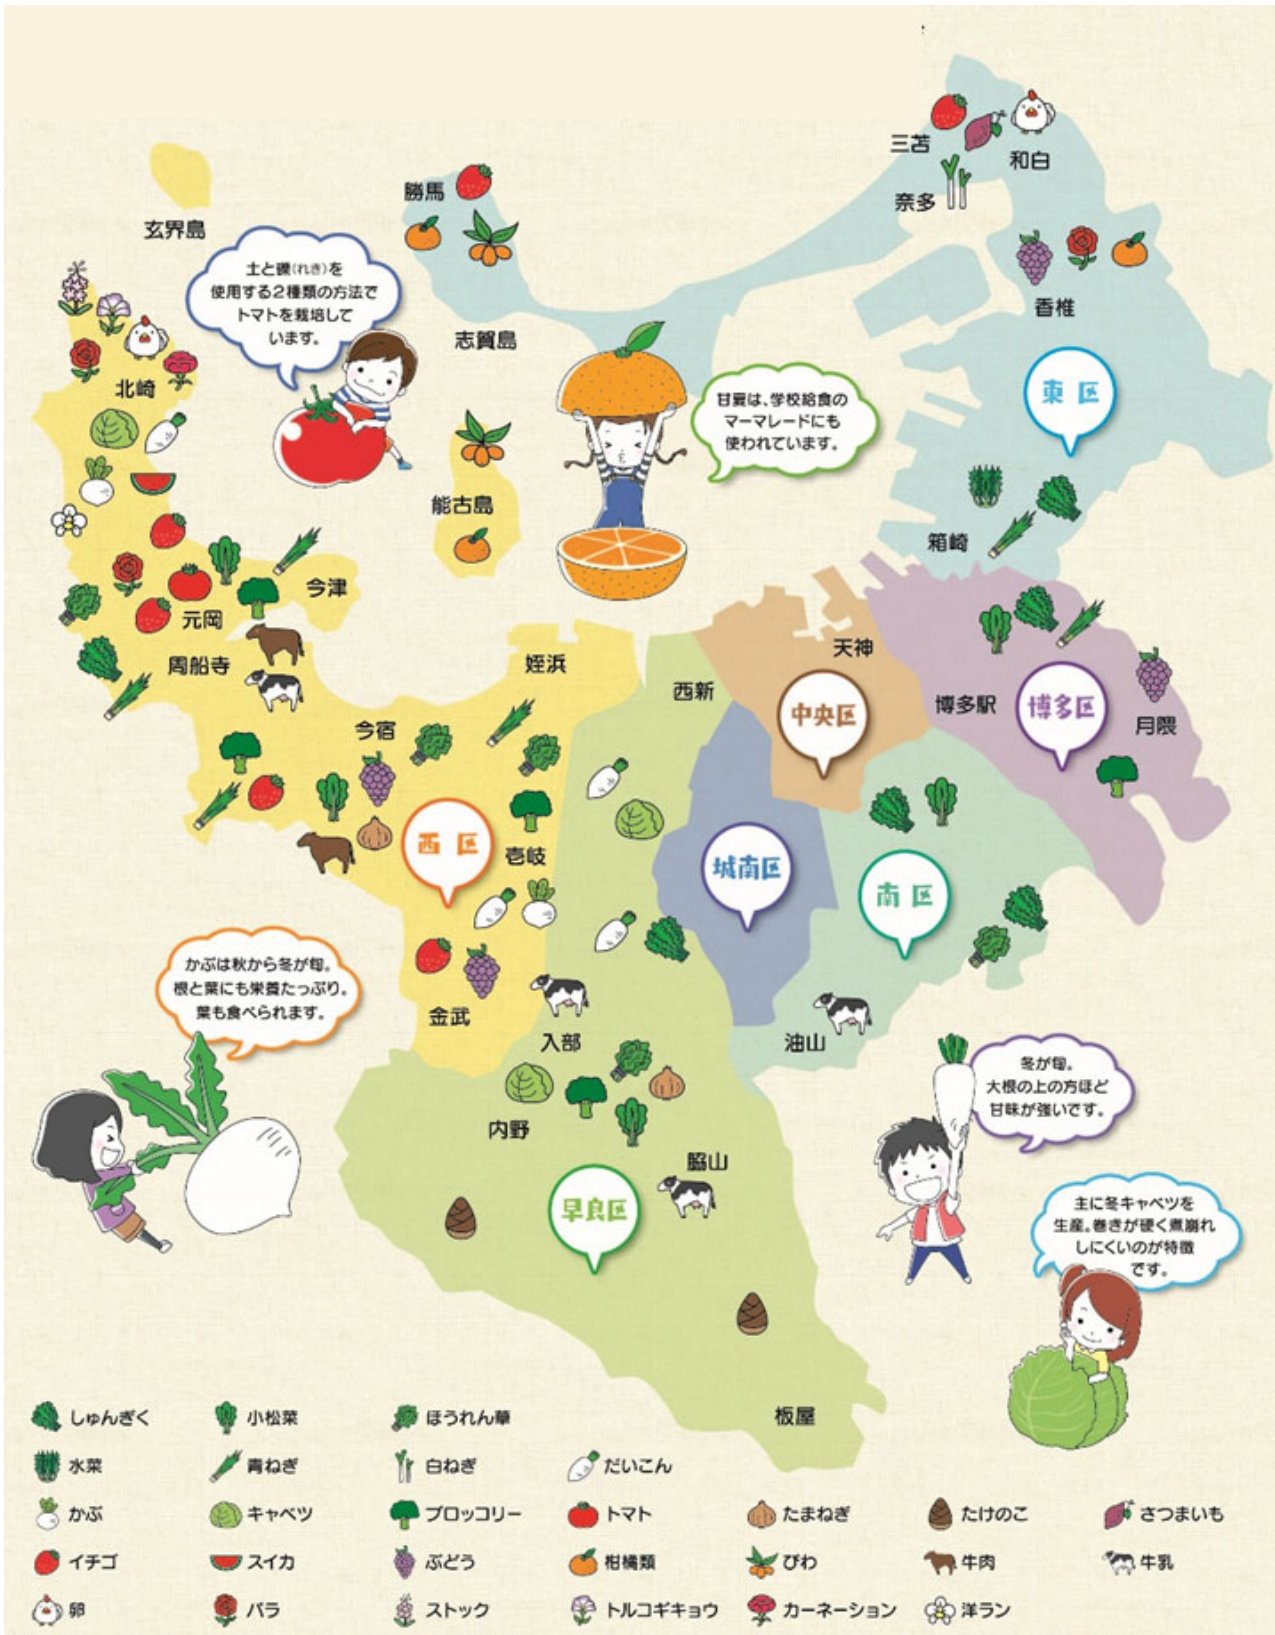 三苫
和白
奈多
勝馬
玄界島
土と礫(れき)を
使用する2種類の方法で
トマトを栽培して
います。
香椎
志賀島
北崎
東区
甘夏は、学校給食の
マーマレードにも
使われています。
能古島
箱崎
今津
元岡
周船寺
姪浜
天神
西新
博多駅
博多区
中央区
月隈
今宿
西区
壱岐
城南区
南区
かぶは秋から冬が旬。
根と葉にも栄養たっぷり。
葉も食べられます。
金武
入部
油山
冬が旬。
大根の上の方ほど
甘味が強いです。
内野
脇山
早良区
主に冬キャベツを
生産。巻きが硬く煮崩れ
しにくいのが特徴
です。
板屋
しゅんぎく 小松菜 ほうれん草
水菜 青ねぎ 白ねぎ だいこん
かぶ キャベツ ブロッコリー トマト たまねぎ たけのこ さつまいも
イチゴ スイカ ぶどう 柑橘類 びわ 牛肉 牛乳
卵 バラ ストック トルコギキョウ カーネーション 洋ラン